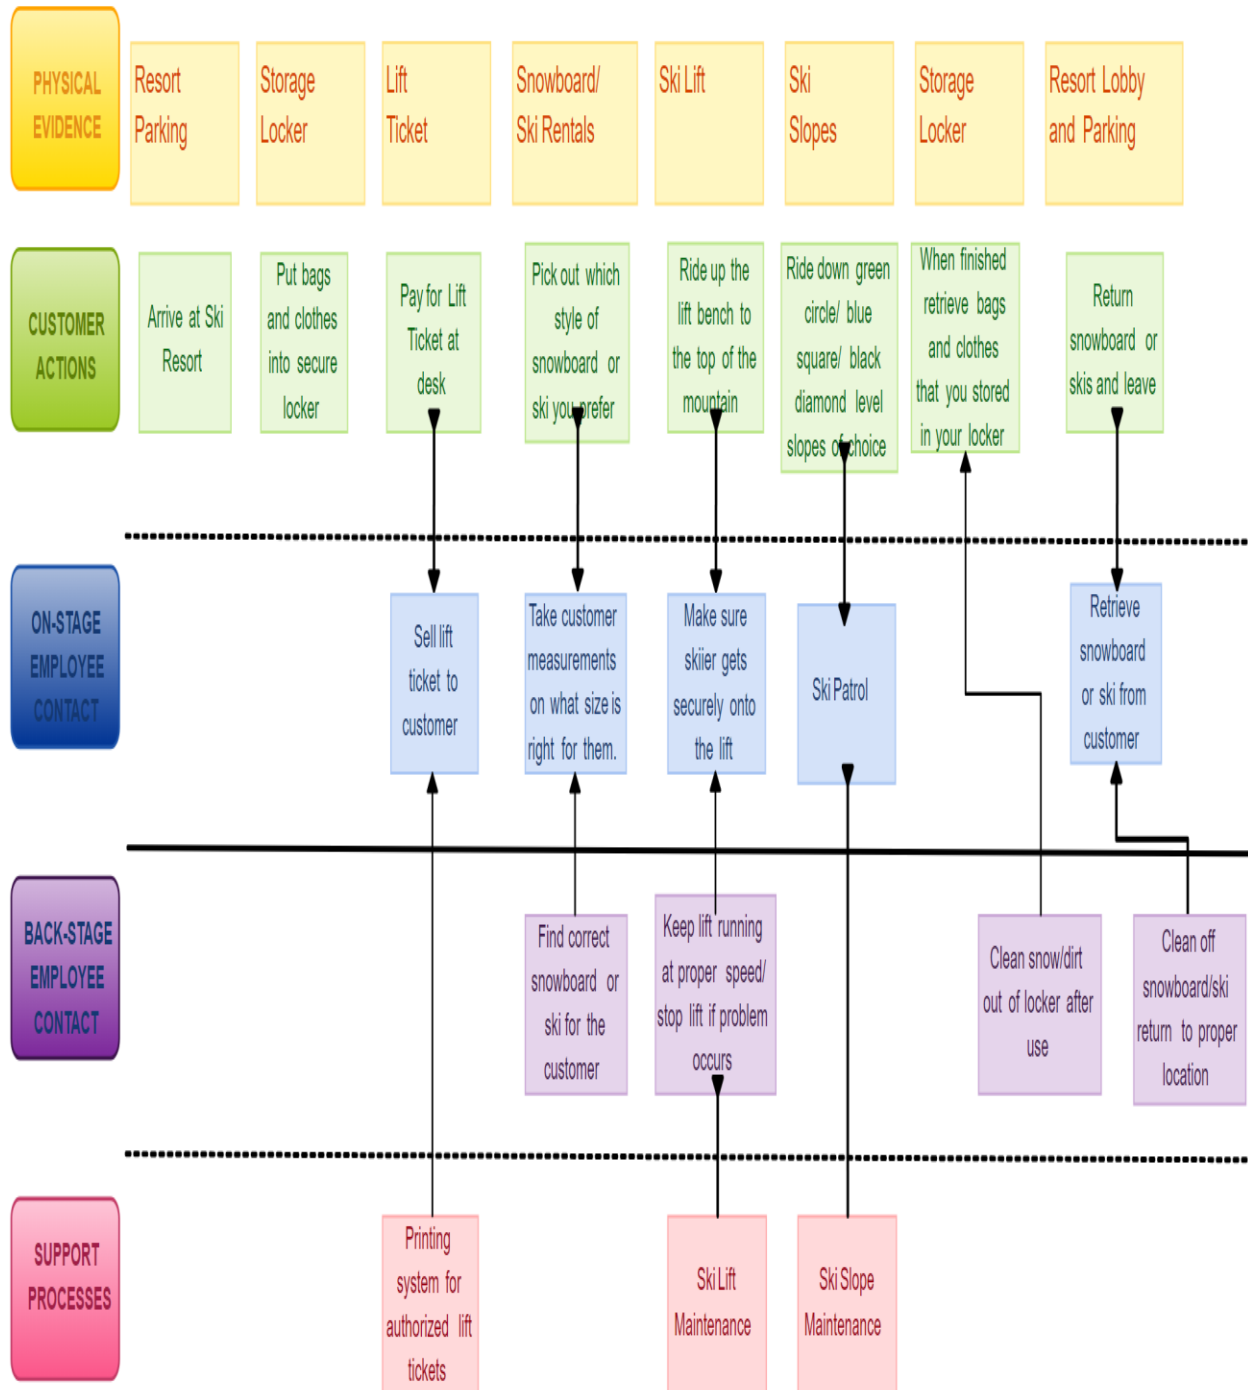 PHYSICAL
EVIDENCE
Resort
Parking
Storage
Locker
Lift
Ticket
Snowboard/
Ski Rentals
Ski Lift
Ski
Slopes
Storage
Locker
Resort Lobby
and Parking
CUSTOMER
ACTIONS
Arrive at Ski
Resort
Put bags
and clothes
into secure
locker
Pay for Lift
Ticket at
desk
Pick out which
style of
snowboard or
ski you prefer
Ride up the
lift bench to
the top of the
mountain
Ride down green
circle/ blue
square/ black
diamond level
slopes of choice
When finished
retrieve bags
and clothes
that you stored
in your locker
Return
snowboard or
skis and leave
ON-STAGE
EMPLOYEE
CONTACT
Sell lift
ticket to
customer
Take customer
measurements
on what size is
right for them.
Make sure
skiier gets
securely onto
the lift
Ski Patrol
Retrieve
snowboard
or ski from
customer
BACK-STAGE
EMPLOYEE
CONTACT
Find correct
snowboard or
ski for the
customer
Keep lift running
at proper speed/
stop lift if problem
occurs
Clean snow/dirt
out of locker after
use
Clean off
snowboard/ski
return to proper
location
SUPPORT
PROCESSES
Printing
system for
authorized lift
tickets
Ski Lift
Maintenance
Ski Slope
Maintenance